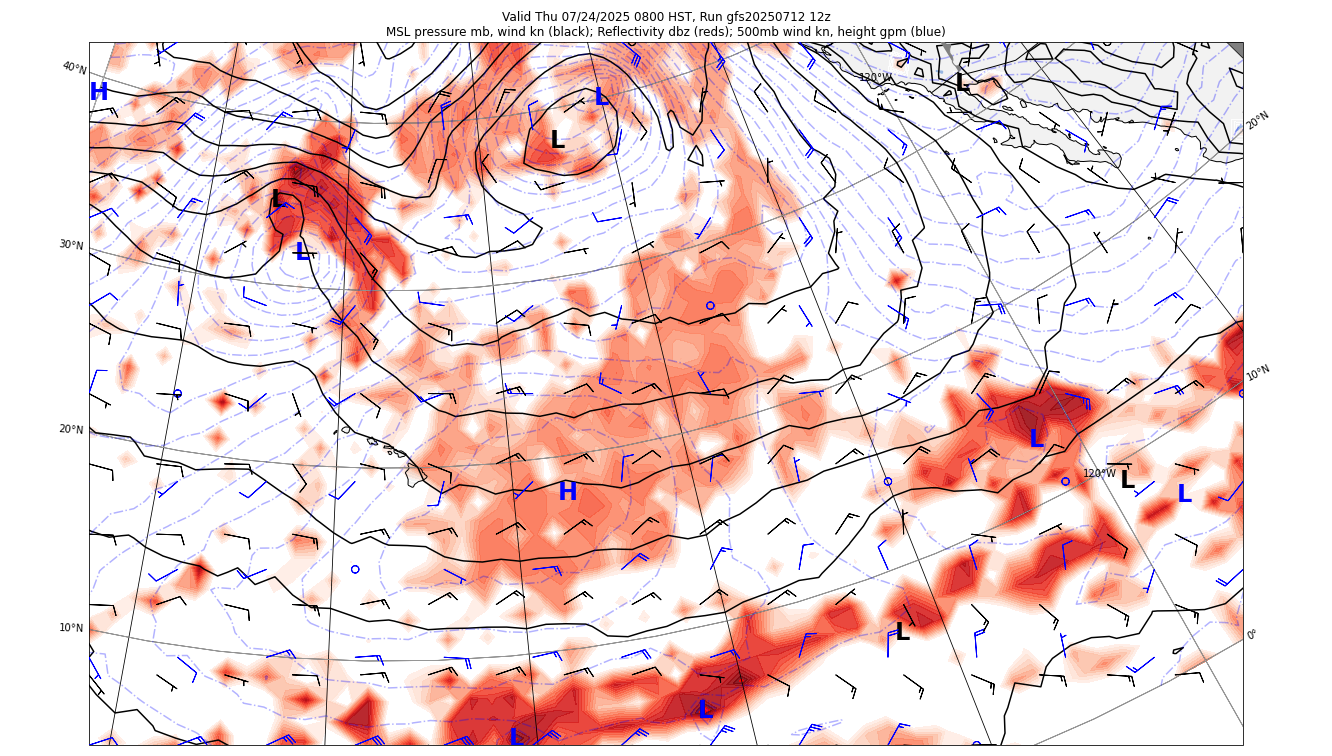 Valid Thu 07/24/2025 0800 HST, Run gfs20250712 12z
MSL pressure mb, wind kn (black); Reflectivity dbz (reds); 500mb wind kn, height gpm (blue)
40°N
H
L
L
120°W
L
20°N
L
30°N
L
10°N
20°N
L
120°W
L
H
L
10°N
L
0°
L
L